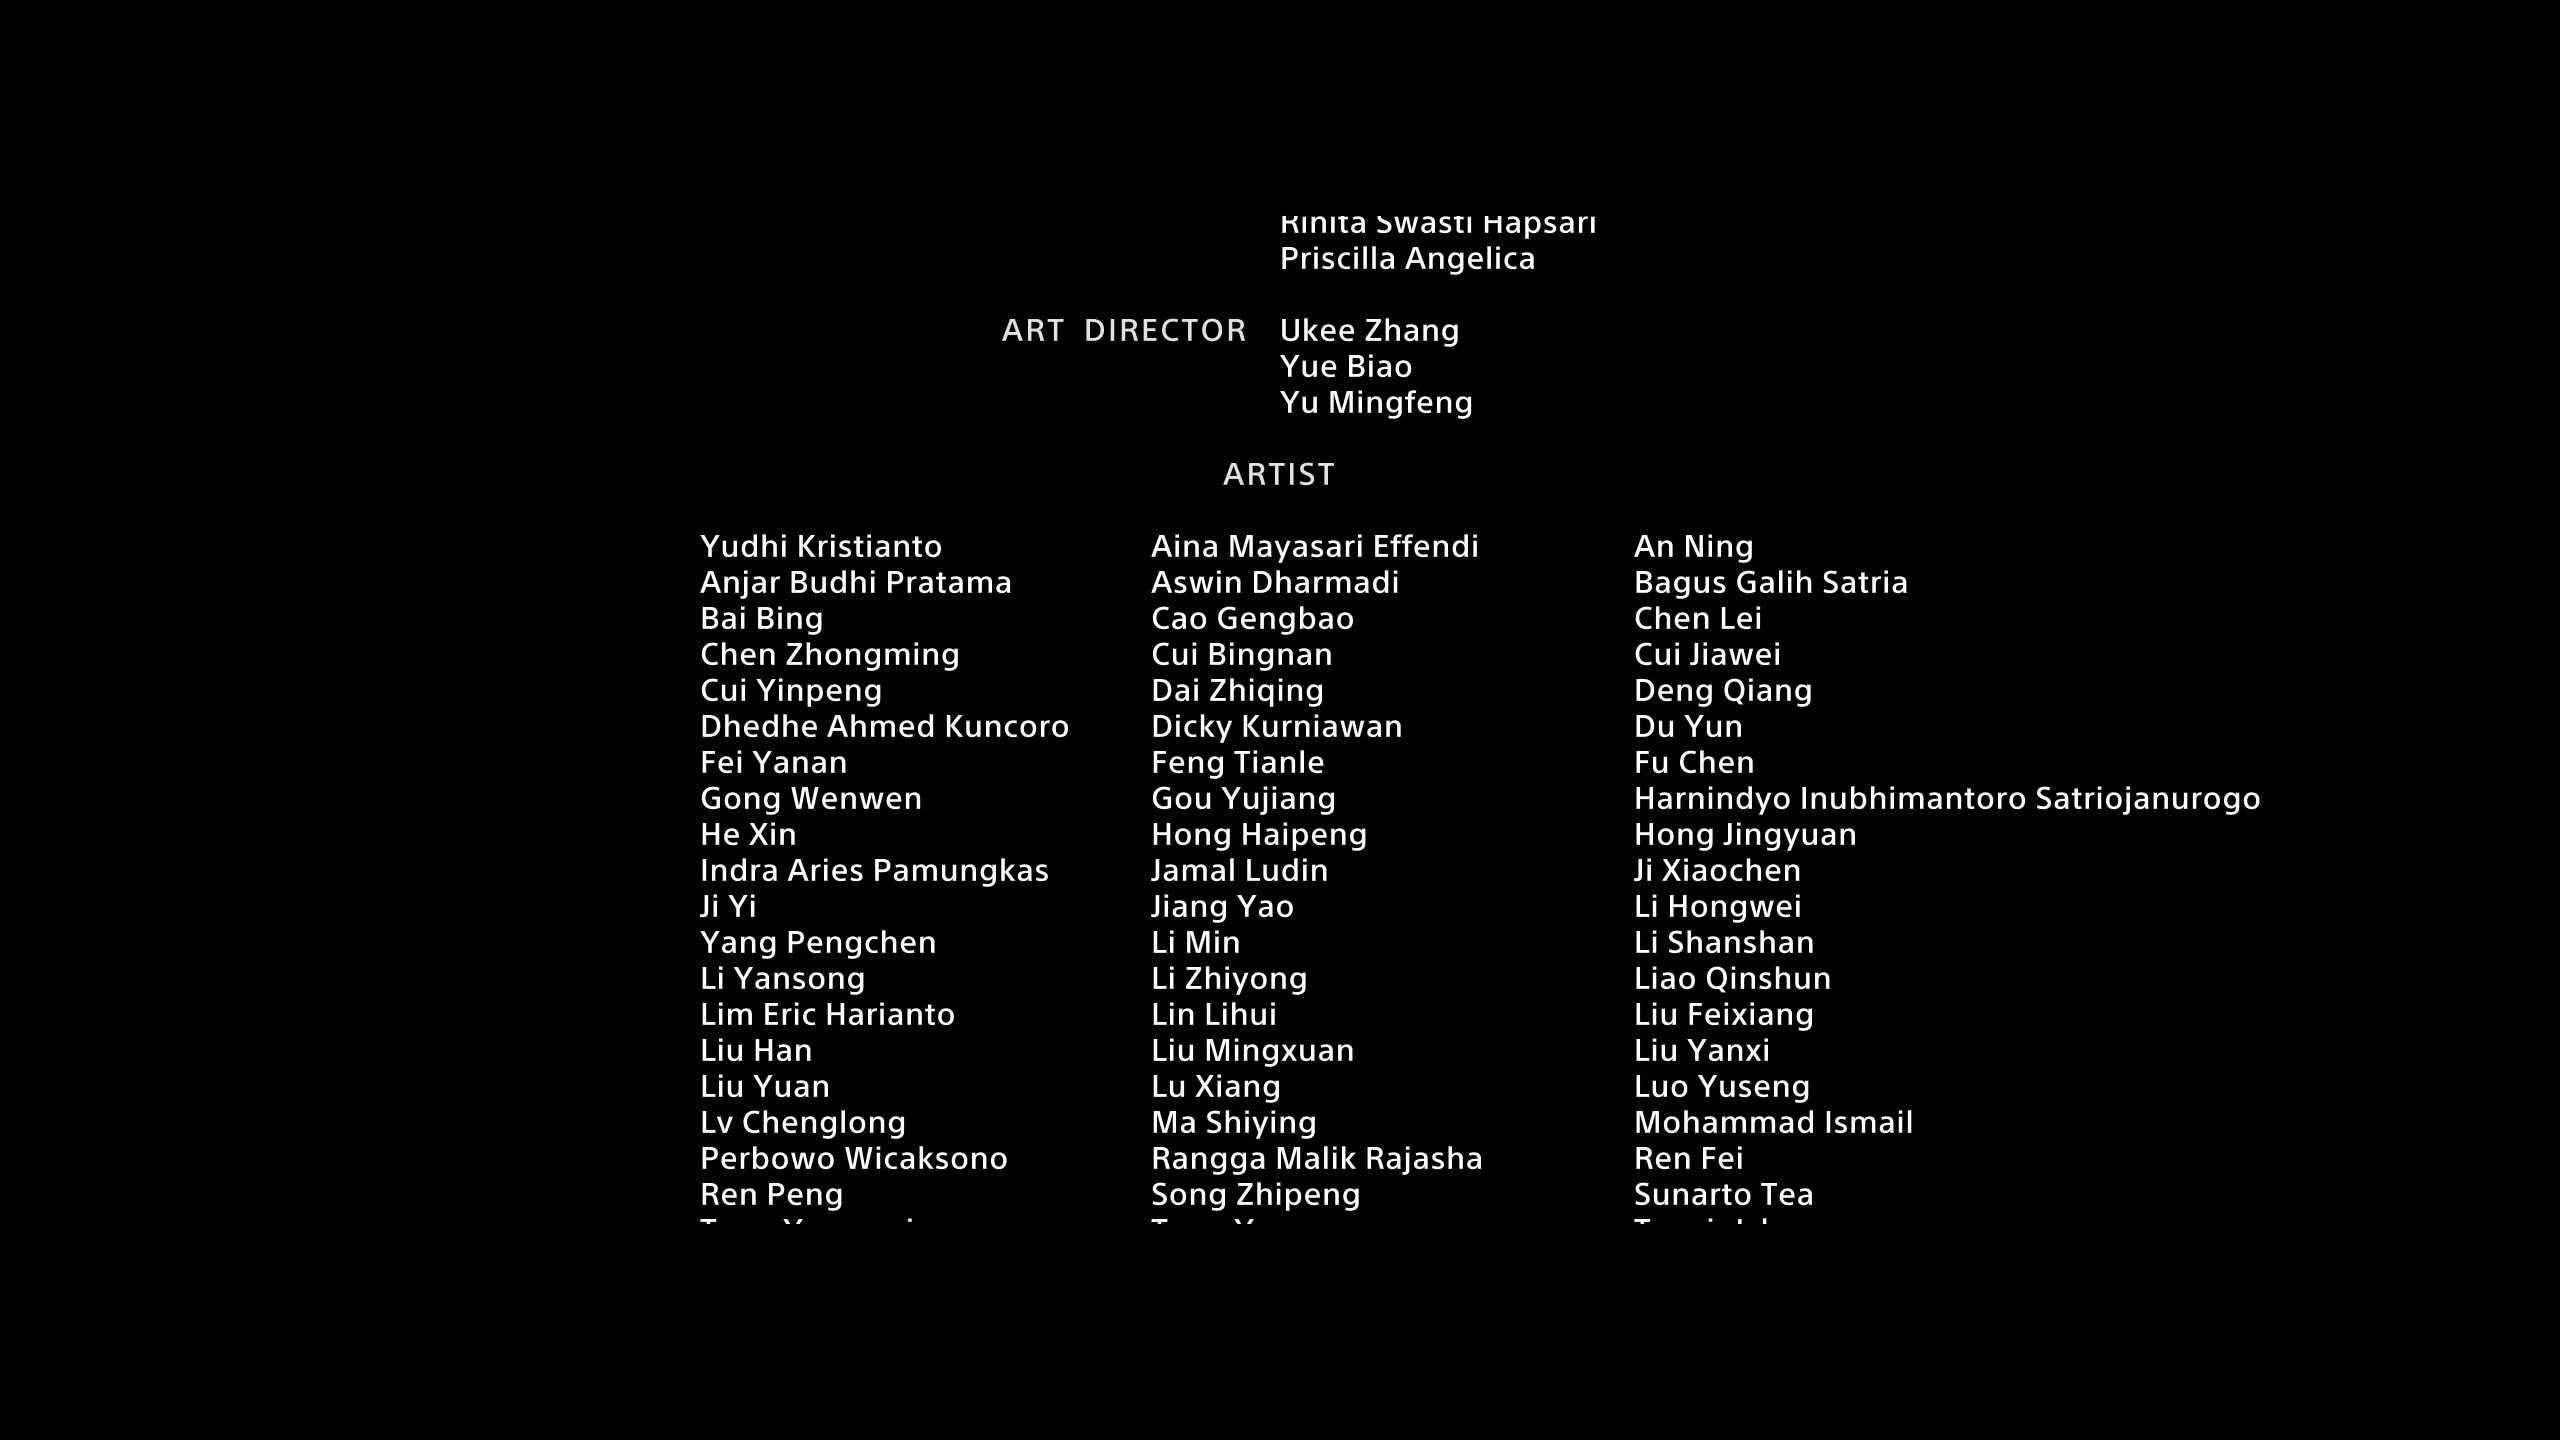 Rinita Swasti Hapsari
Priscilla Angelica
ART DIRECTOR Ukee Zhang
Yue Biao
Yu Mingfeng
ARTIST
Yudhi Kristianto Aina Mayasari Effendi An Ning
Anjar Budhi Pratama Aswin Dharmadi Bagus Galih Satria
Bai Bing Cao Gengbao Chen Lei
Chen Zhongming Cui Bingnan Cui Jiawei
Cui Yinpeng Dai Zhiqing Deng Qiang
Dhedhe Ahmed Kuncoro Dicky Kurniawan Du Yun
Fei Yanan Feng Tianle Fu Chen
Gong Wenwen Gou Yujiang Harnindyo Inubhimantoro Satriojanurogo
He Xin Hong Haipeng Hong Jingyuan
Indra Aries Pamungkas Jamal Ludin Ji Xiaochen
Ji Yi Jiang Yao Li Hongwei
Yang Pengchen Li Min Li Shanshan
Li Yansong Li Zhiyong Liao Qinshun
Lim Eric Harianto Lin Lihui Liu Feixiang
Liu Han Liu Mingxuan Liu Yanxi
Liu Yuan Lu Xiang Luo Yuseng
Lv Chenglong Ma Shiying Mohammad Ismail
Perbowo Wicaksono Rangga Malik Rajasha Ren Fei
Ren Peng Song Zhipeng Sunarto Tea